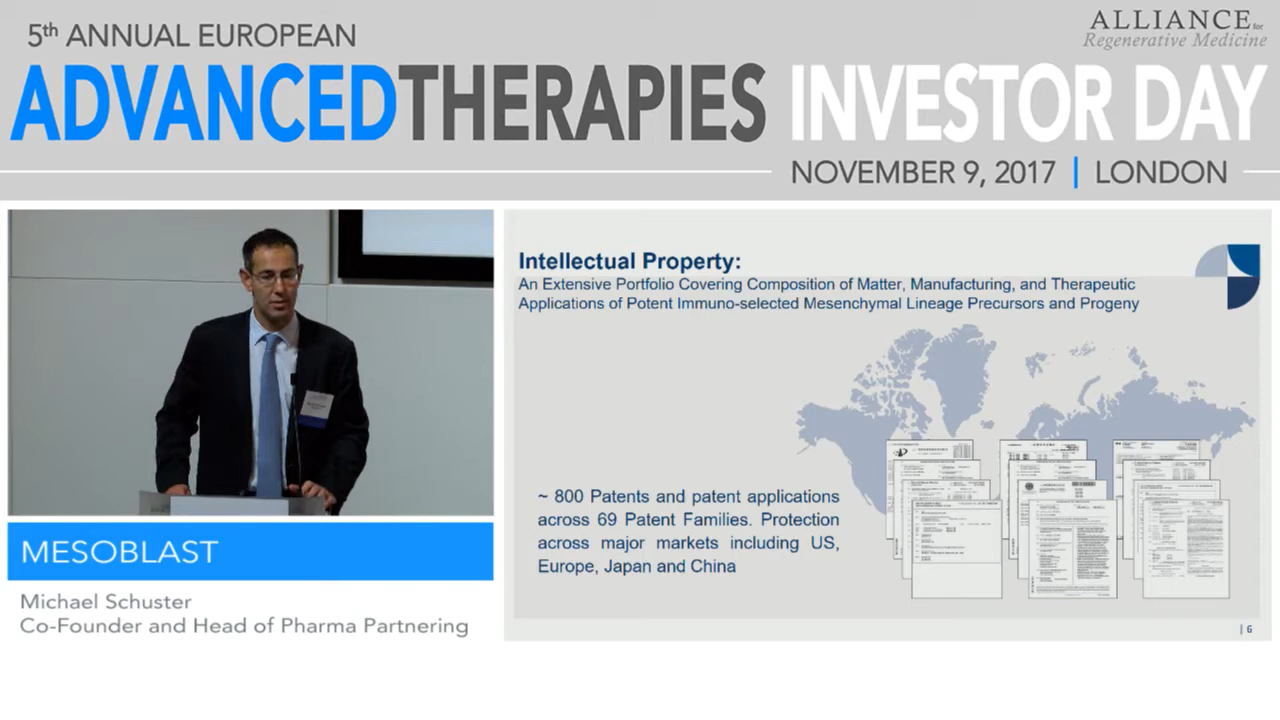 5th ANNUAL EUROPEAN
ALLIANCE for
Regenerative Medicine
ADVANCEDTHERAPIES INVESTOR DAY
NOVEMBER 9, 2017 | LONDON
Intellectual Property:
An Extensive Portfolio Covering Composition of Matter, Manufacturing, and Therapeutic
Applications of Potent Immuno-selected Mesenchymal Lineage Precursors and Progeny
~ 800 Patents and patent applications
across 69 Patent Families. Protection
across major markets including US,
Europe, Japan and China
| 6
MESOBLAST
Michael Schuster
Co-Founder and Head of Pharma Partnering